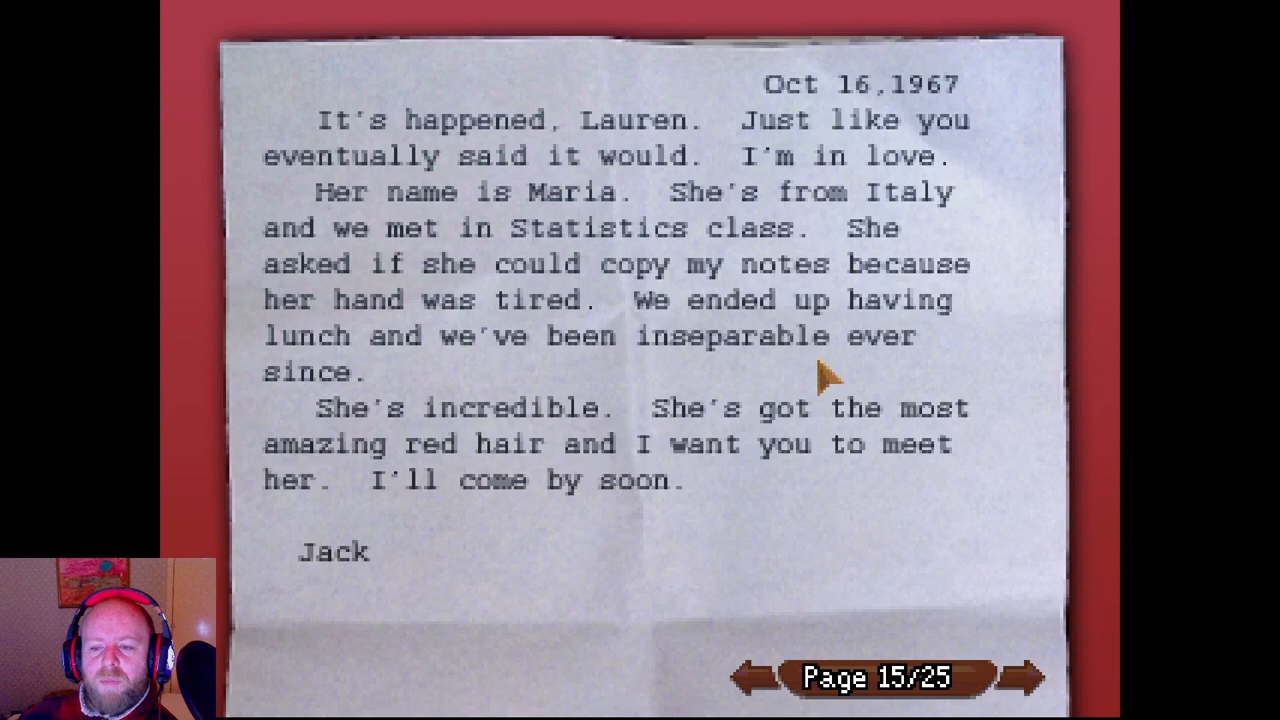 Oct 16,1967
It's happened, Lauren. Just like you
eventually said it would. I'm in love.
Her name is Maria. She's from Italy
and we met in Statistics class. She
asked if she could copy my notes because
her hand was tired. We ended up having
lunch and we've been inseparable ever
since.
She's incredible. She's got the most
amazing red hair and I want you to meet
her. I'll come by soon.
Jack
Page 15/25